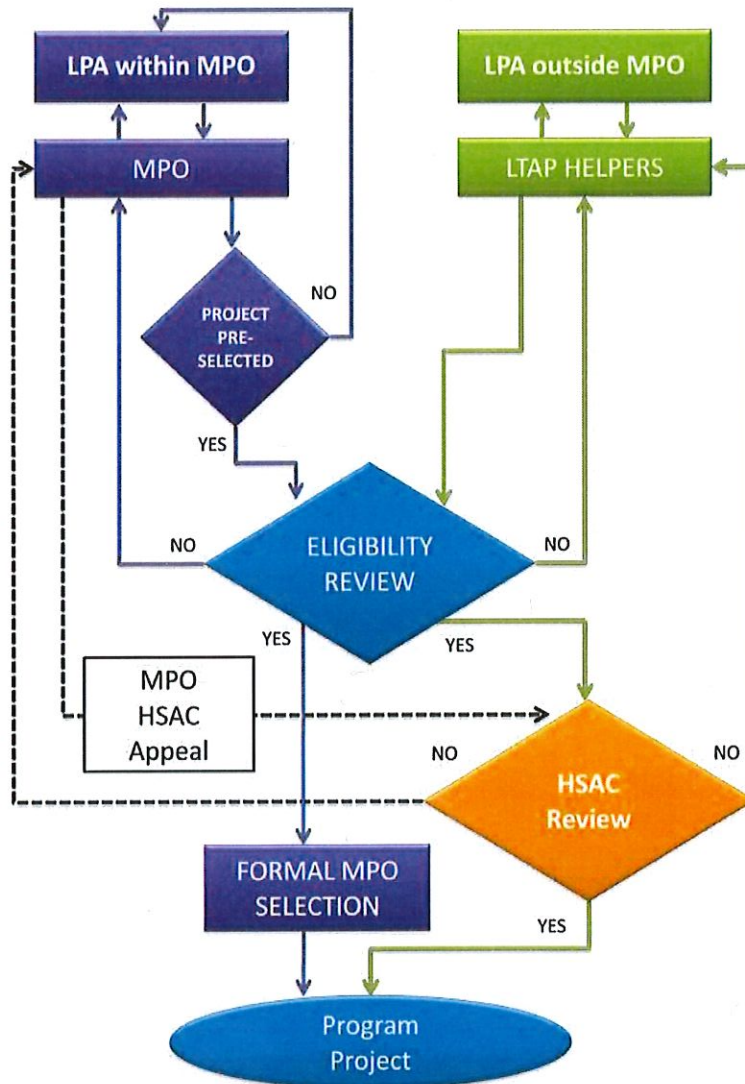 LPA within MPO
LPA outside MPO
MPO
LTAP HELPERS
NO
PROJECT
PRE-
SELECTED
YES
NO
ELIGIBILITY
REVIEW
NO
YES
YES
MPO
HSAC
Appeal
NO
NO
HSAC
Review
FORMAL MPO
SELECTION
YES
Program
Project